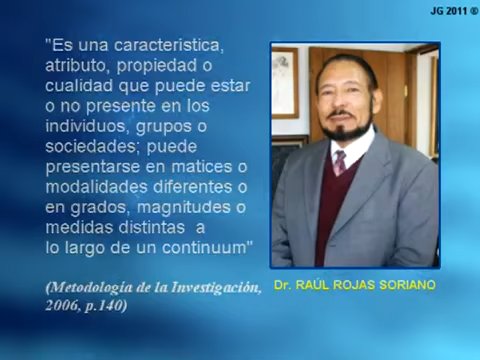 JG 2011 ®
"Es una caracteristica,
atributo, propiedad o
cualidad que puede estar
o no presente en los
individuos, grupos o
sociedades; puede
presentarse en matices o
modalidades diferentes o
en grados, magnitudes o
medidas distintas a
lo largo de un continuum"
(Metodología de la Investigación,
2006, p.140)
Dr. RAÚL ROJAS SORIANO